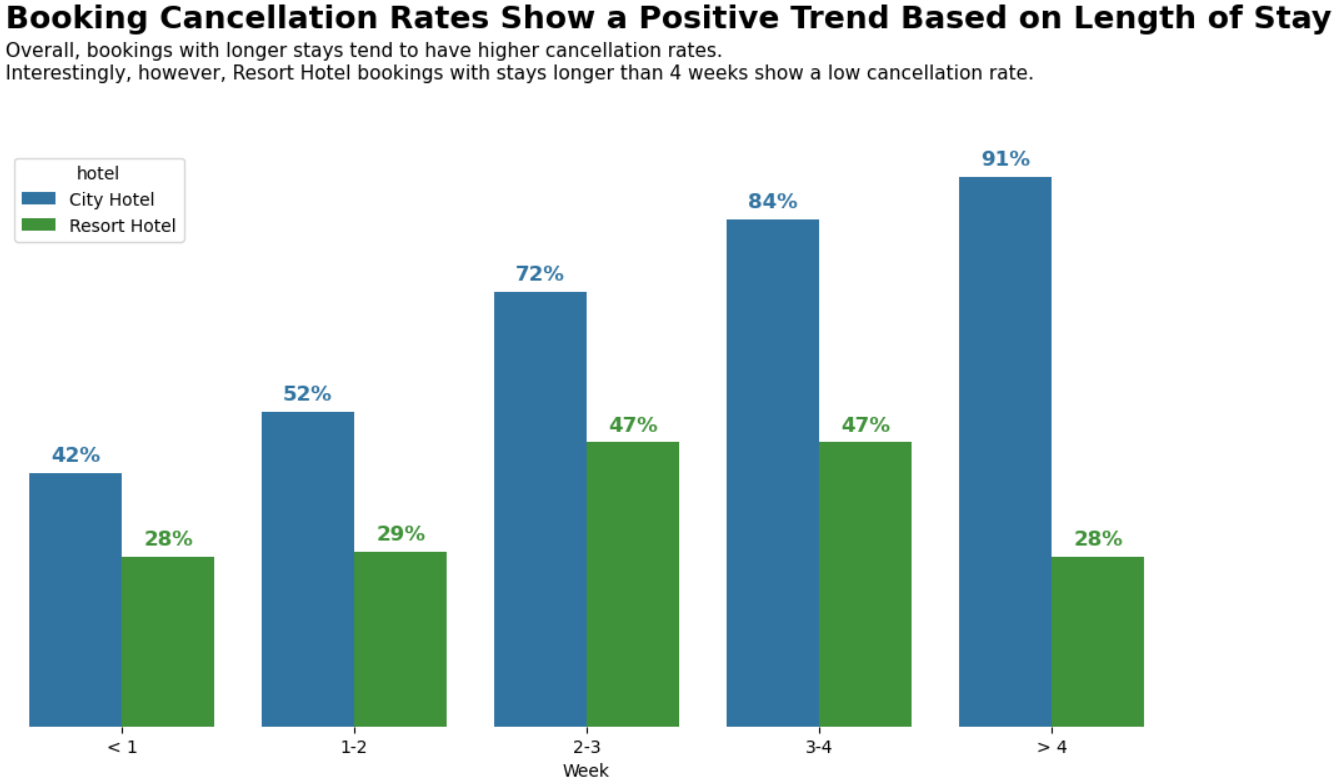 Booking Cancellation Rates Show a Positive Trend Based on Length of Stay
Overall, bookings with longer stays tend to have higher cancellation rates.
Interestingly, however, Resort Hotel bookings with stays longer than 4 weeks show a low cancellation rate.
hotel
City Hotel
Resort Hotel
42%
28%
52%
29%
72%
47%
84%
47%
91%
28%
< 1
1-2
2-3
3-4
> 4
Week